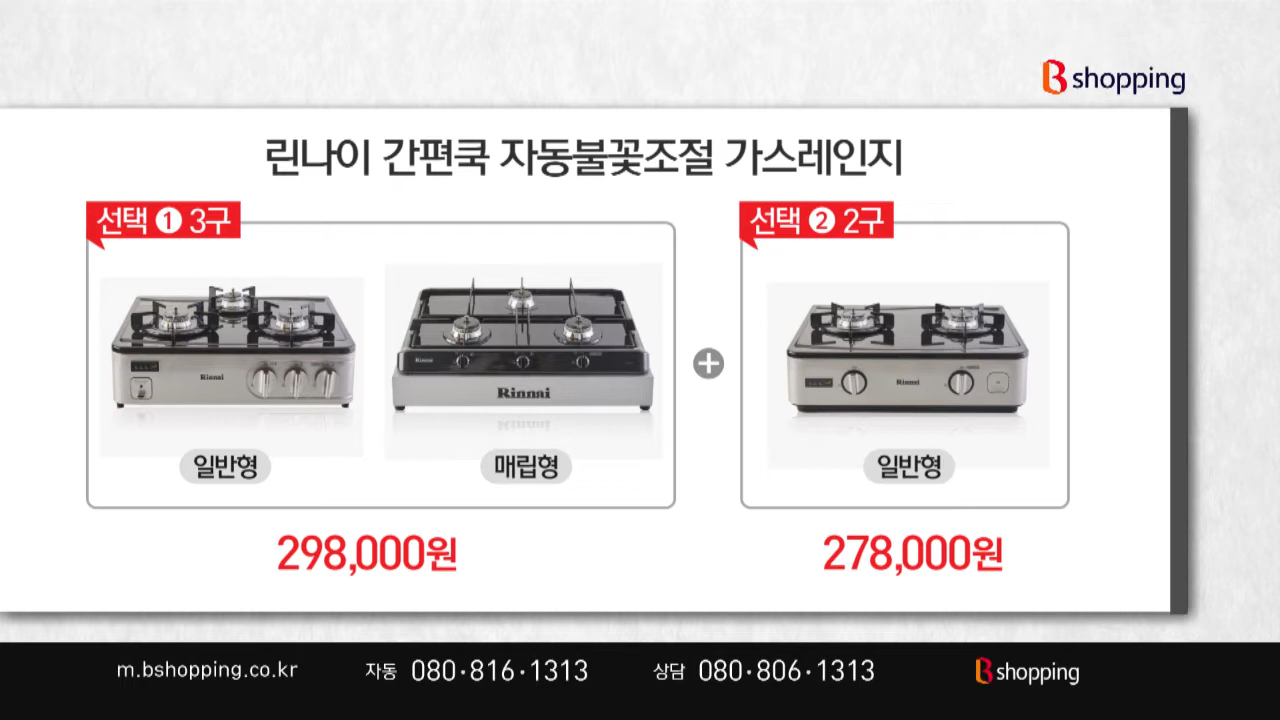 B shopping
린나이 간편쿡 자동불꽃조절 가스레인지
선택 1 3구
선택 2 2구
Rinnai
Rinnai
Rinnai
Rinnai
일반형
매립형
일반형
298,000원
278,000원
m.bshopping.co.kr
자동 080·816·1313
상담 080·806·1313
B shopping